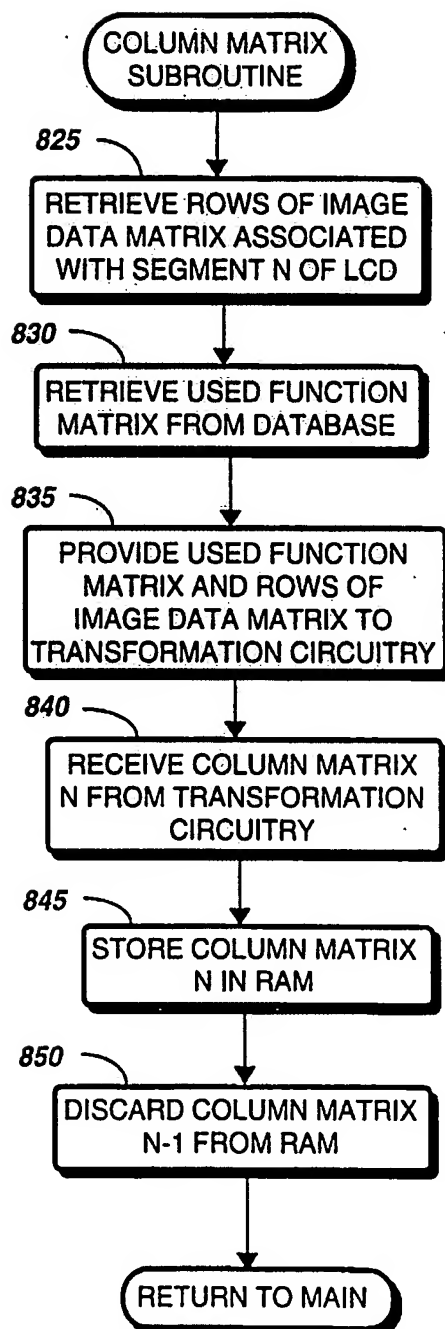 COLUMN MATRIX
SUBROUTINE
825
RETRIEVE ROWS OF IMAGE
DATA MATRIX ASSOCIATED
WITH SEGMENT N OF LCD
830
RETRIEVE USED FUNCTION
MATRIX FROM DATABASE
835
PROVIDE USED FUNCTION
MATRIX AND ROWS OF
IMAGE DATA MATRIX TO
TRANSFORMATION CIRCUITRY
840
RECEIVE COLUMN MATRIX
N FROM TRANSFORMATION
CIRCUITRY
845
STORE COLUMN MATRIX
N IN RAM
850
DISCARD COLUMN MATRIX
N-1 FROM RAM
RETURN TO MAIN